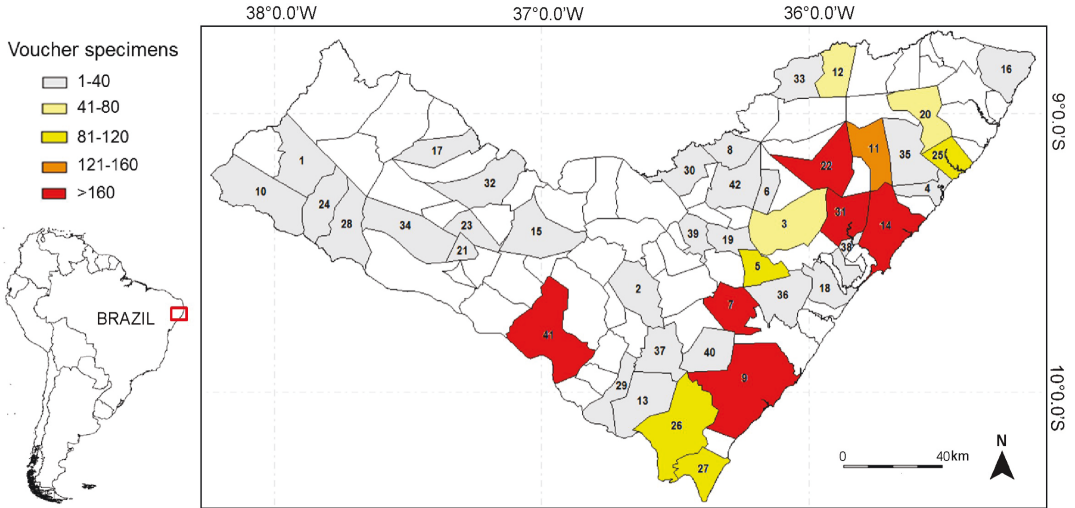 38°0.0'W 37°0.0'W 36°0.0'W
Voucher specimens
1-40
41-80
81-120
121-160
>160
9°0.0'S
10°0.0'S
BRAZIL
33 12 16
20
17 8 11 35 25
1 30 22
10 32 42 6 4
24 28 34 23 15 39 19 3 31 14
21 38
5
2 7 36 18
41 37 40
29 13 9
26
27
0 40km
N